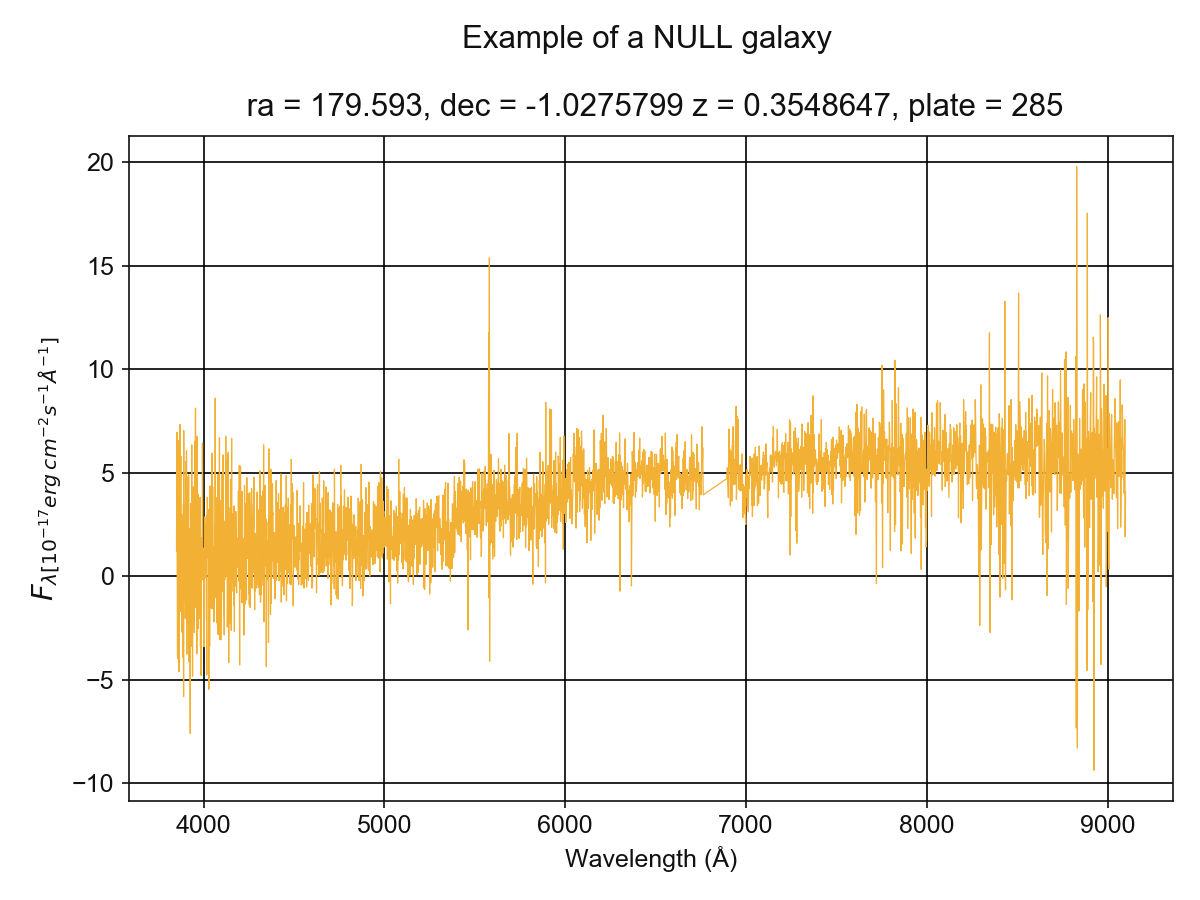 Example of a NULL galaxy
ra = 179.593, dec = -1.0275799 z = 0.3548647, plate = 285
20
15
10
5
0
−5
−10
F_{λ[10^{−17} erg cm^{−2} s^{−1} Å^{−1}]}
4000 5000 6000 7000 8000 9000
Wavelength (Å)